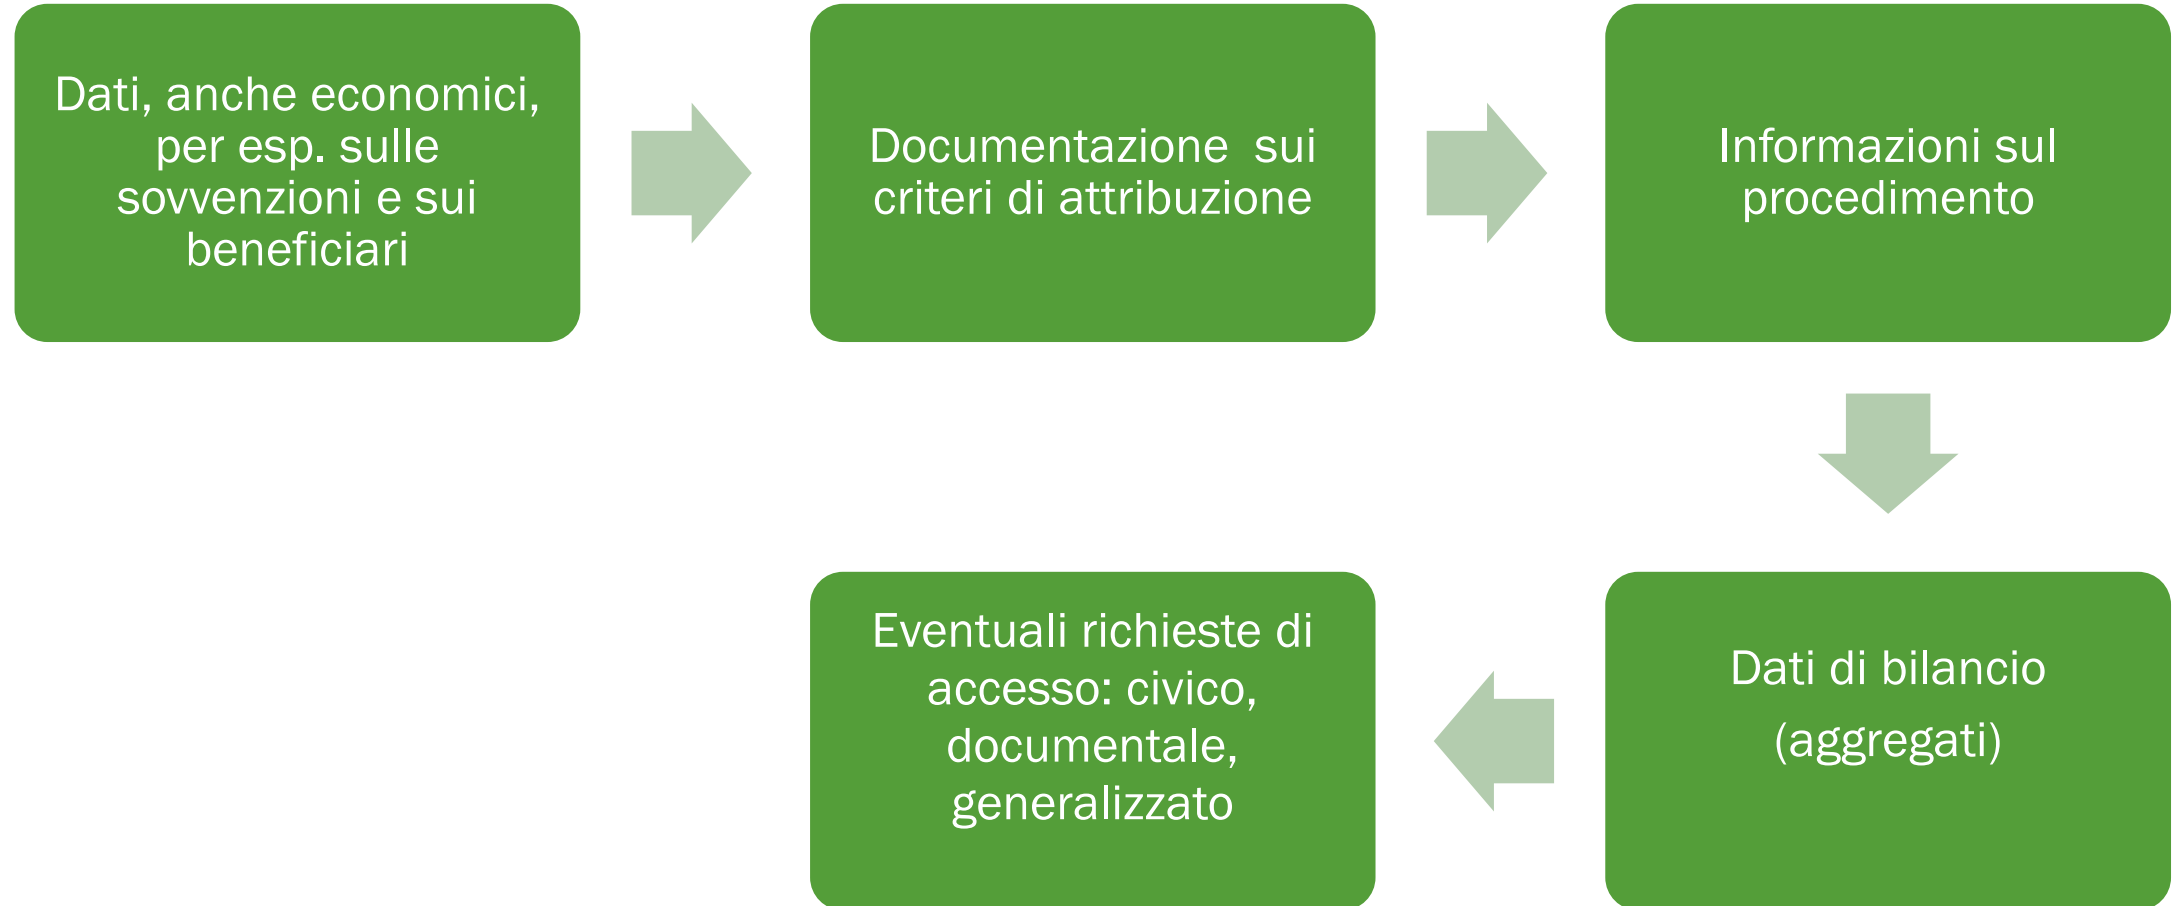 Dati, anche economici,
per esp. sulle
sovvenzioni e sui
beneficiari
Documentazione  sui
criteri di attribuzione
Informazioni sul
procedimento
Dati di bilancio
(aggregati)
Eventuali richieste di
accesso: civico,
documentale,
generalizzato